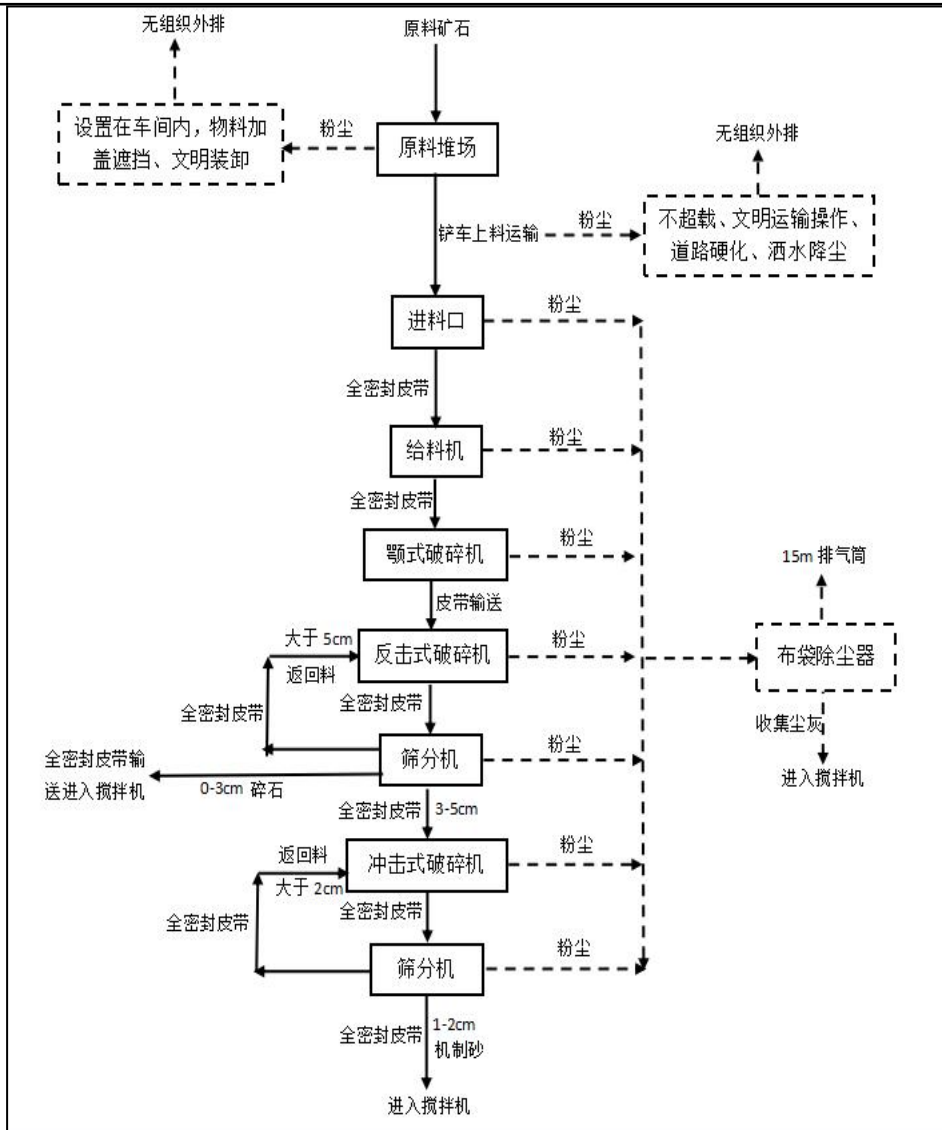 无组织外排
原料矿石
设置在车间内，物料加
盖遮挡、文明装卸
粉尘
原料堆场
无组织外排
铲车上料运输
粉尘
不超载、文明运输操作、
道路硬化、洒水降尘
进料口
粉尘
全密封皮带
给料机
粉尘
全密封皮带
颚式破碎机
粉尘
15m 排气筒
皮带输送
大于 5cm
返回料
反击式破碎机
粉尘
布袋除尘器
全密封皮带
全密封皮带
收集尘灰
进入搅拌机
筛分机
粉尘
全密封皮带输
送进入搅拌机
0-3cm 碎石
全密封皮带
3-5cm
返回料
大于 2cm
冲击式破碎机
粉尘
全密封皮带
全密封皮带
筛分机
粉尘
全密封皮带
1-2cm
机制砂
进入搅拌机